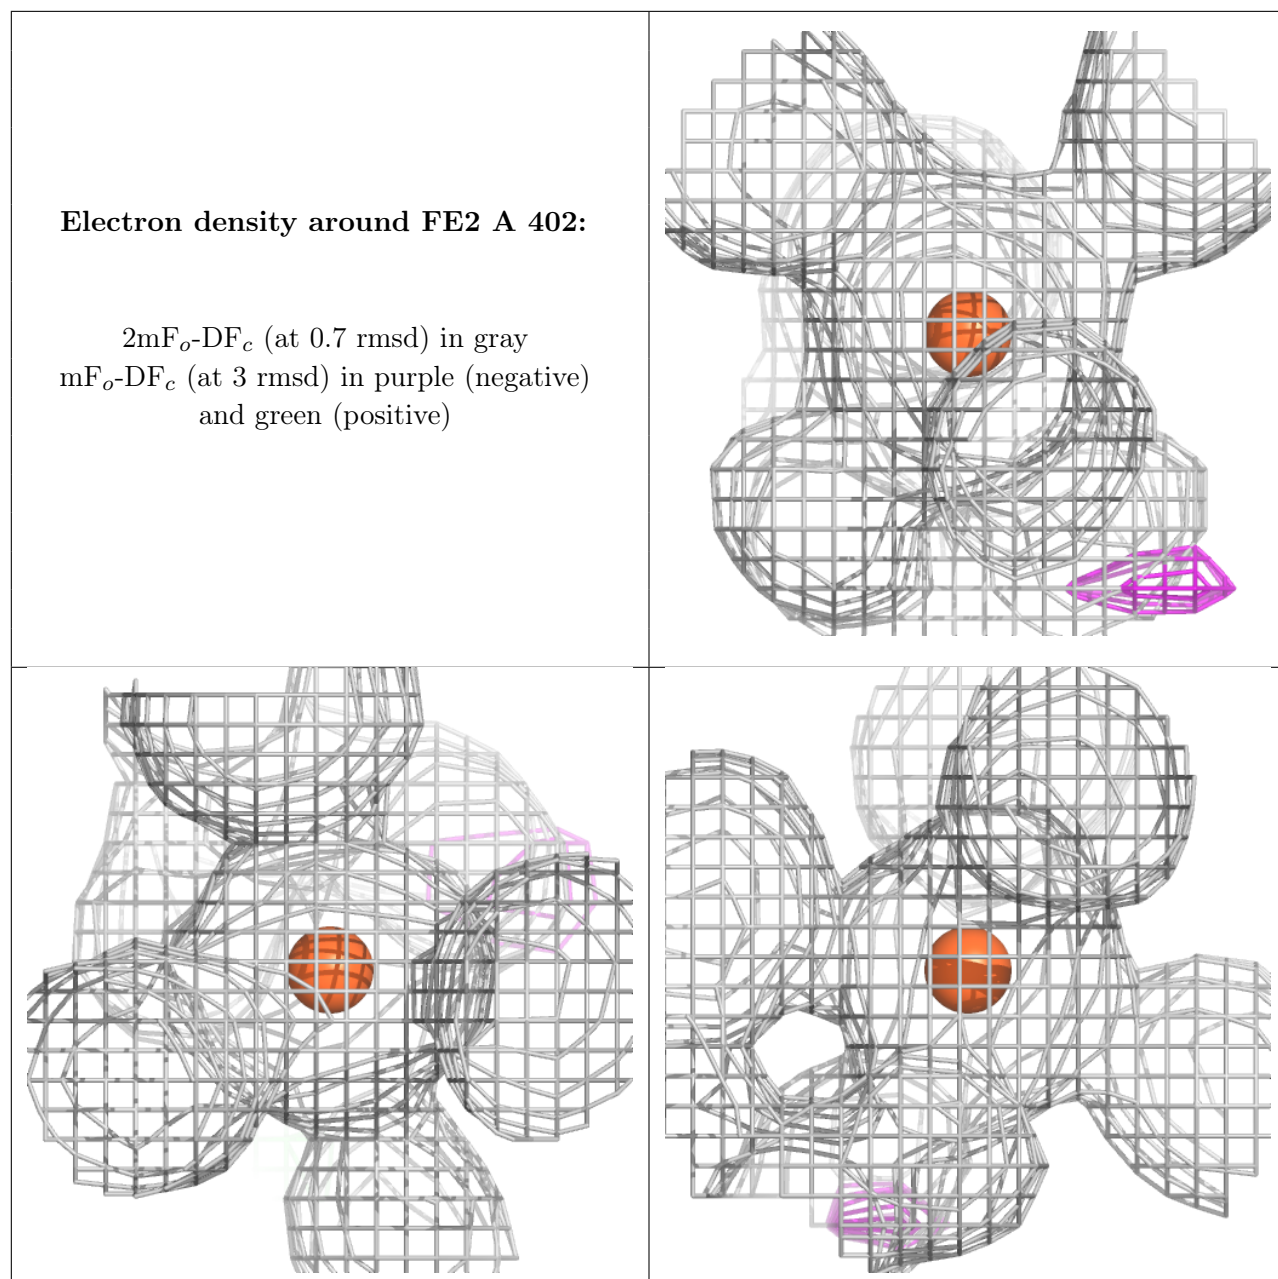 Electron density around FE2 A 402:
2mFo-DFc (at 0.7 rmsd) in gray
mFo-DFc (at 3 rmsd) in purple (negative)
and green (positive)